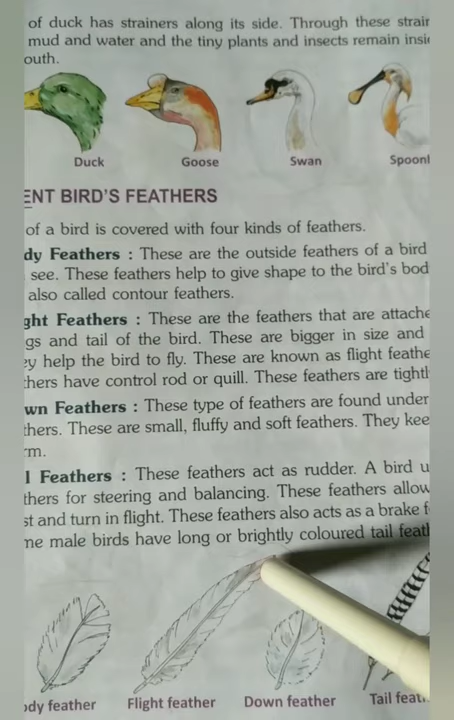 of duck has strainers along its side. Through these strair
mud and water and the tiny plants and insects remain insi
outh.
Duck Goose Swan Spoonl
ENT BIRD'S FEATHERS
of a bird is covered with four kinds of feathers.
dy Feathers : These are the outside feathers of a bird
see. These feathers help to give shape to the bird's bod
also called contour feathers.
ght Feathers : These are the feathers that are attache
gs and tail of the bird. These are bigger in size and
ey help the bird to fly. These are known as flight feathe
thers have control rod or quill. These feathers are tightl
wn Feathers : These type of feathers are found under
thers. These are small, fluffy and soft feathers. They kee
rm.
l Feathers : These feathers act as rudder. A bird u
thers for steering and balancing. These feathers allow
st and turn in flight. These feathers also acts as a brake f
me male birds have long or brightly coloured tail feat
ody feather Flight feather Down feather Tail feat